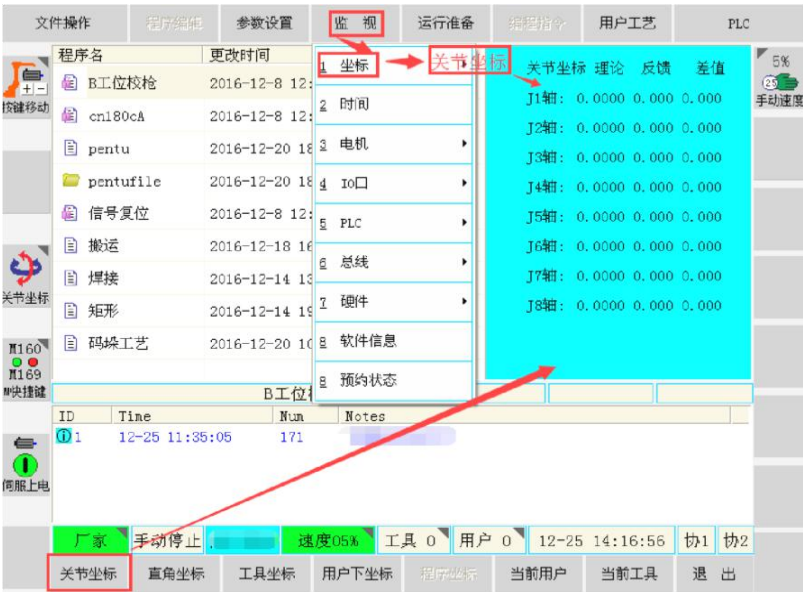 文件操作 程序编辑 参数设置 监 视 运行准备 编程指令 用户工艺 PLC
程序名 更改时间
B工位校枪 2016-12-8 12:
cnl80cA 2016-12-8 12:
pentu 2016-12-20 18
pentufile 2016-12-20 18
信号复位 2016-12-8 12:
搬运 2016-12-18 16
焊接 2016-12-14 13
矩形 2016-12-14 19
码垛工艺 2016-12-20 10
1 坐标
2 时间
3 电机
4 IO口
5 PLC
6 总线
7 硬件
8 软件信息
8 预约状态
关节坐标
关节坐标 理论 反馈 差值
J1轴: 0.0000 0.000 0.000
J2轴: 0.0000 0.000 0.000
J3轴: 0.0000 0.000 0.000
J4轴: 0.0000 0.000 0.000
J5轴: 0.0000 0.000 0.000
J6轴: 0.0000 0.000 0.000
J7轴: 0.0000 0.000 0.000
J8轴: 0.0000 0.000 0.000
按键移动
关节坐标
M160
M169
M快捷键
伺服上电
5%
25
手动速度
B工位
ID Time Num Notes
1 12-25 11:35:05 171
厂家 手动停止 速度05% 工具 0 用户 0 12-25 14:16:56 协1 协2
关节坐标 直角坐标 工具坐标 用户下坐标 程序坐标 当前用户 当前工具 退 出